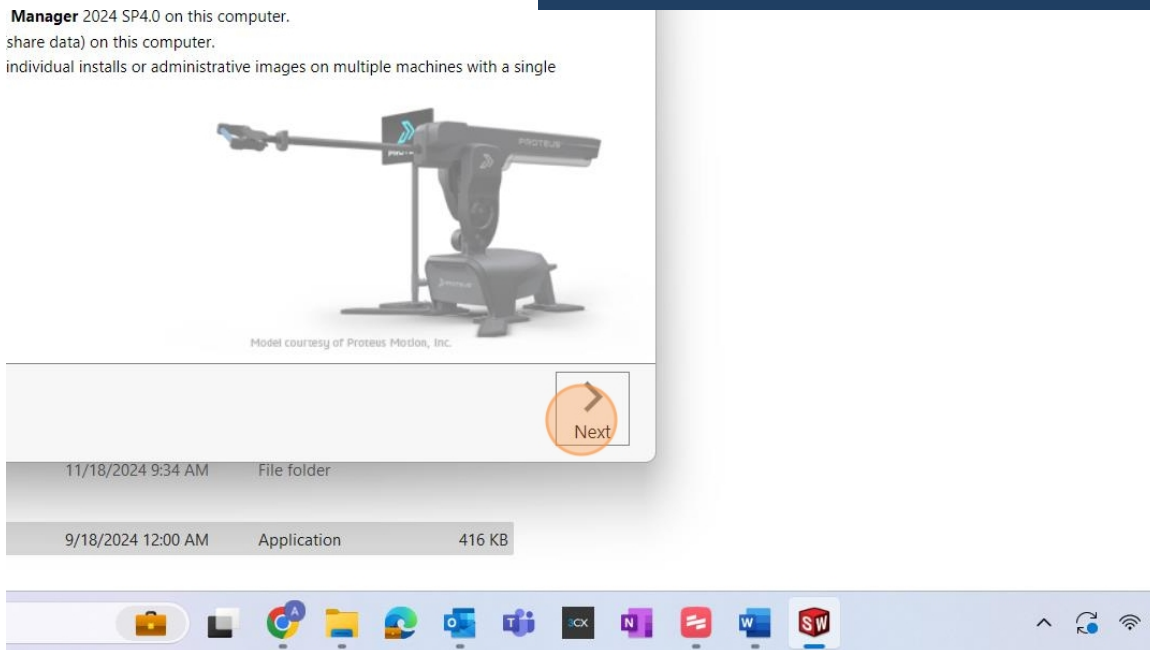 Manager 2024 SP4.0 on this computer.
share data) on this computer.
individual installs or administrative images on multiple machines with a single
PROTEUS
Model courtesy of Proteus Motion, Inc.
Next
11/18/2024 9:34 AM File folder
9/18/2024 12:00 AM Application 416 KB
A
3CX
N
W
SW